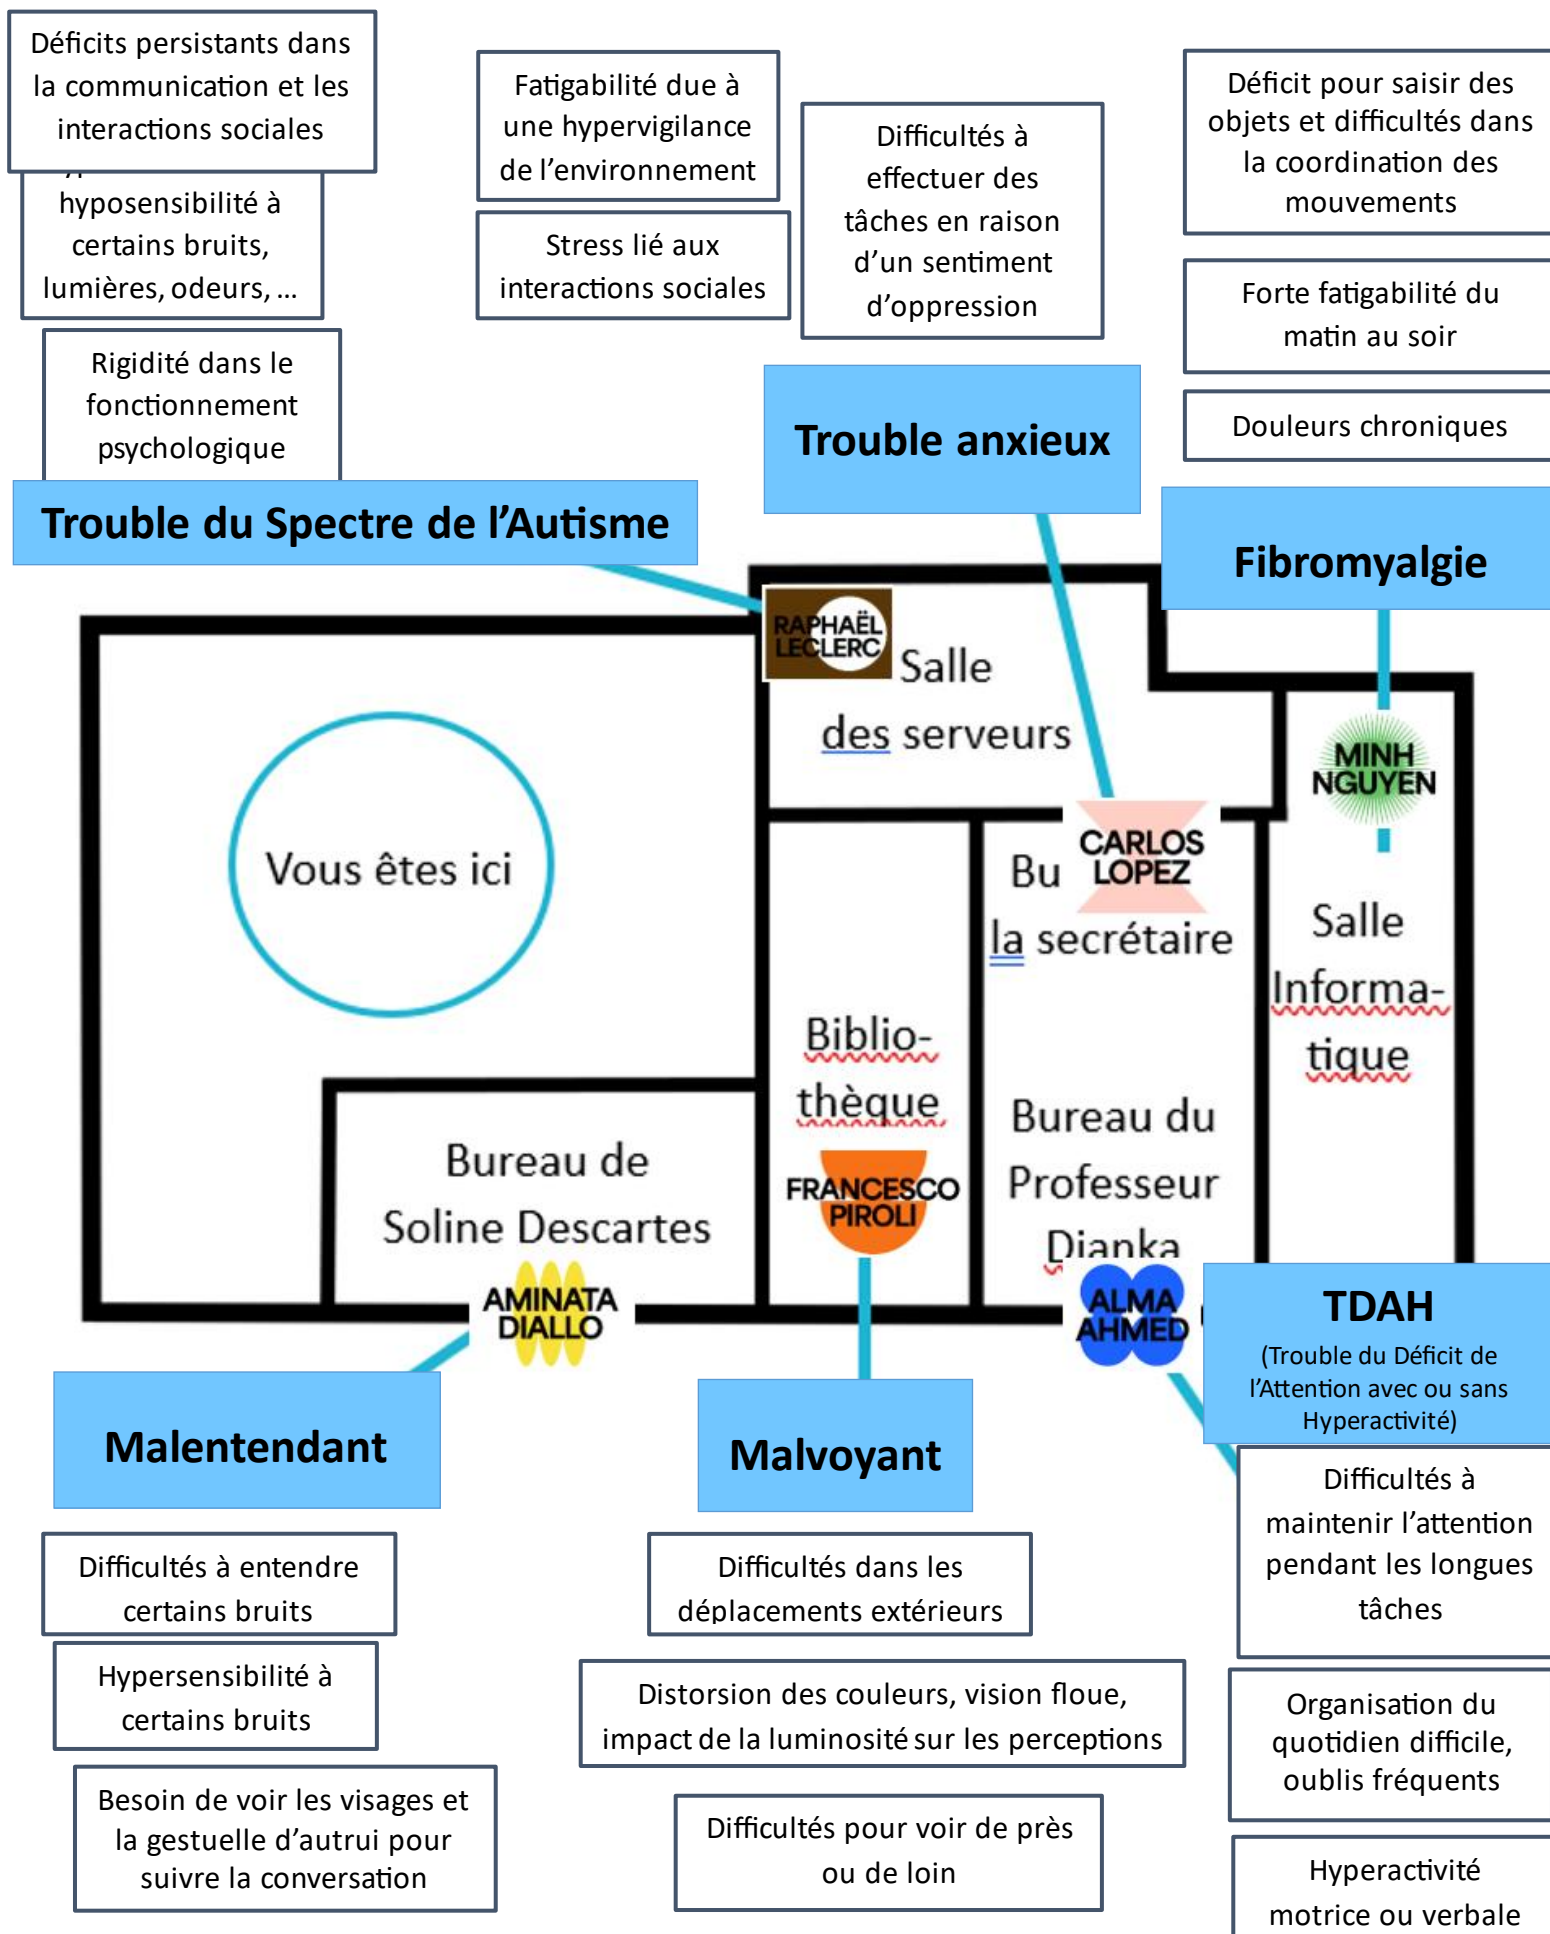 Déficits persistants dans
la communication et les
interactions sociales
hyposensibilité à
certains bruits,
lumières, odeurs, ...
Rigidité dans le
fonctionnement
psychologique
Trouble du Spectre de l’Autisme
Fatigabilité due à
une hypervigilance
de l’environnement
Stress lié aux
interactions sociales
Difficultés à
effectuer des
tâches en raison
d’un sentiment
d’oppression
Trouble anxieux
Déficit pour saisir des
objets et difficultés dans
la coordination des
mouvements
Forte fatigabilité du
matin au soir
Douleurs chroniques
Fibromyalgie
RAPHAËL
LECLERC
Salle
des serveurs
MINH
NGUYEN
Vous êtes ici
CARLOS
LOPEZ
Bu
la secrétaire
Salle
Informa-
tique
Biblio-
thèque
FRANCESCO
PIROLI
Bureau du
Professeur
Dianka
Bureau de
Soline Descartes
AMINATA
DIALLO
ALMA
AHMED
TDAH
(Trouble du Déficit de
l’Attention avec ou sans
Hyperactivité)
Malentendant
Malvoyant
Difficultés à entendre
certains bruits
Hypersensibilité à
certains bruits
Besoin de voir les visages et
la gestuelle d’autrui pour
suivre la conversation
Difficultés dans les
déplacements extérieurs
Distorsion des couleurs, vision floue,
impact de la luminosité sur les perceptions
Difficultés pour voir de près
ou de loin
Difficultés à
maintenir l’attention
pendant les longues
tâches
Organisation du
quotidien difficile,
oublis fréquents
Hyperactivité
motrice ou verbale